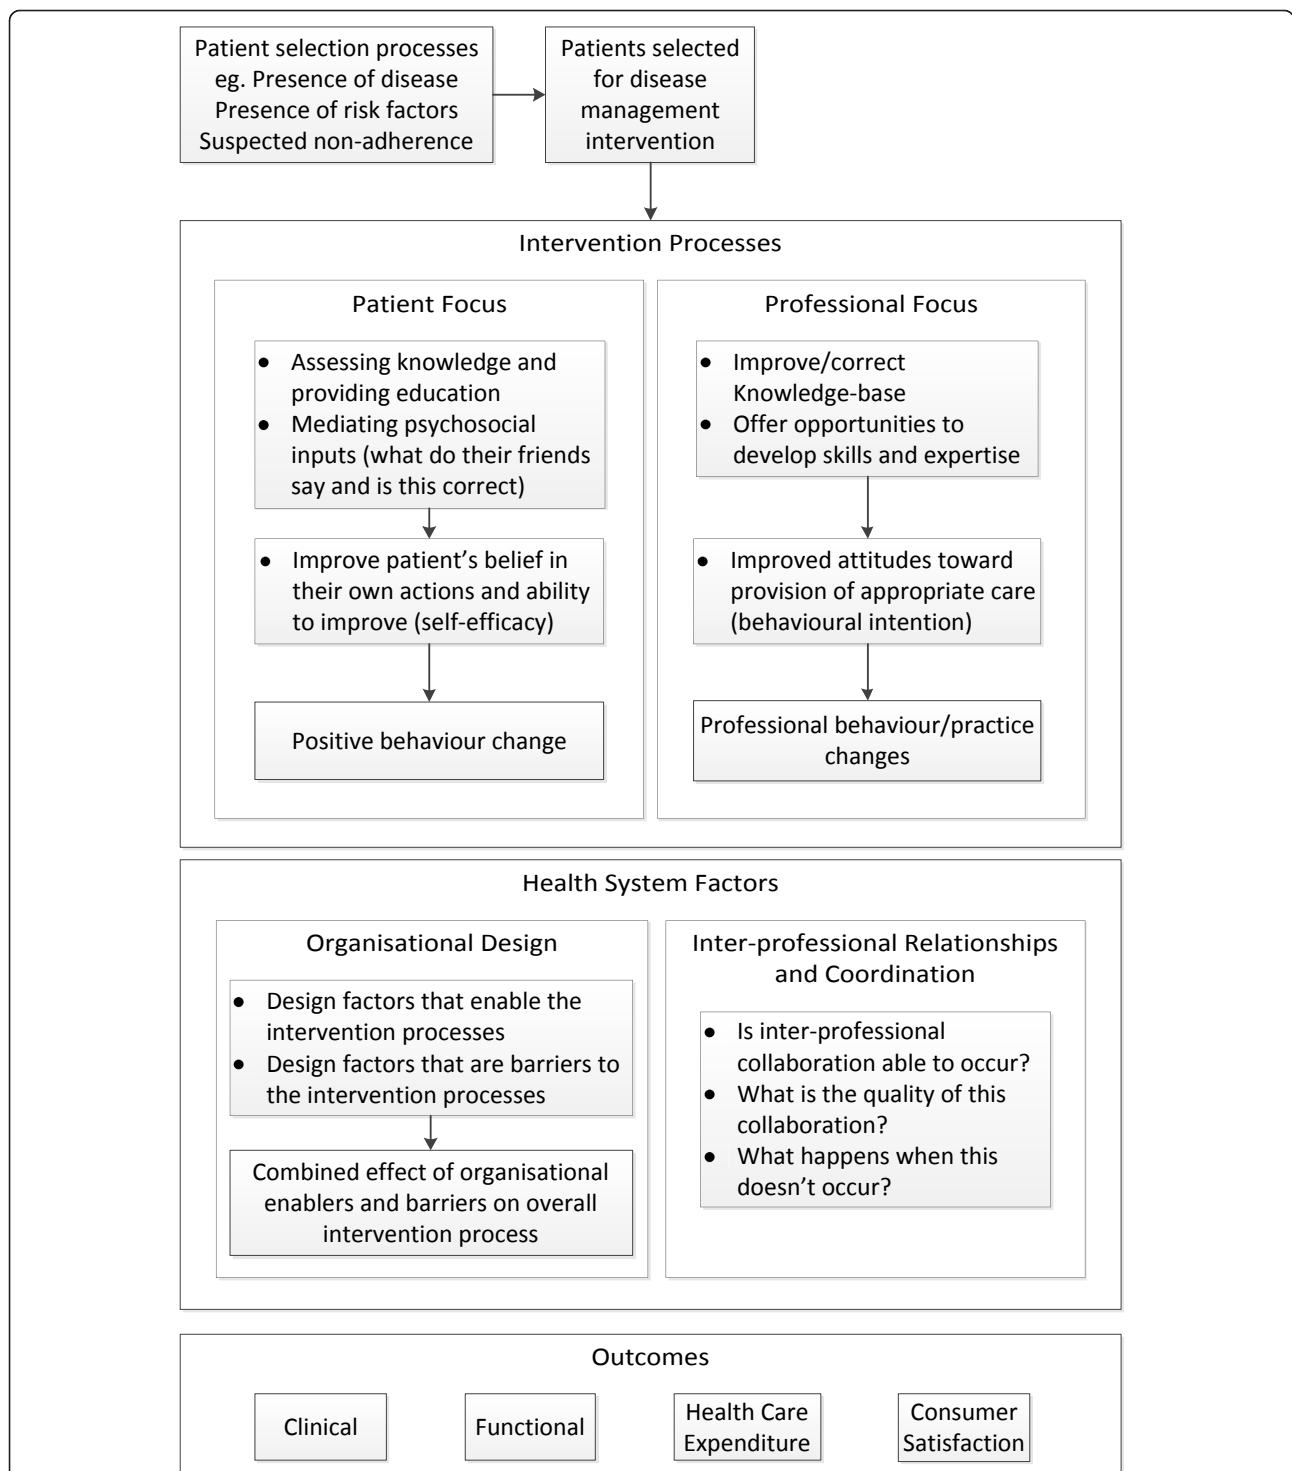 Patient selection processes
eg. Presence of disease
Presence of risk factors
Suspected non-adherence
Patients selected
for disease
management
intervention
Intervention Processes
Patient Focus
● Assessing knowledge and
providing education
● Mediating psychosocial
inputs (what do their friends
say and is this correct)
● Improve patient’s belief in
their own actions and ability
to improve (self-efficacy)
Positive behaviour change
Professional Focus
● Improve/correct
Knowledge-base
● Offer opportunities to
develop skills and expertise
● Improved attitudes toward
provision of appropriate care
(behavioural intention)
Professional behaviour/practice
changes
Health System Factors
Organisational Design
● Design factors that enable the
intervention processes
● Design factors that are barriers to
the intervention processes
Combined effect of organisational
enablers and barriers on overall
intervention process
Inter-professional Relationships
and Coordination
● Is inter-professional
collaboration able to occur?
● What is the quality of this
collaboration?
● What happens when this
doesn’t occur?
Outcomes
Clinical
Functional
Health Care
Expenditure
Consumer
Satisfaction